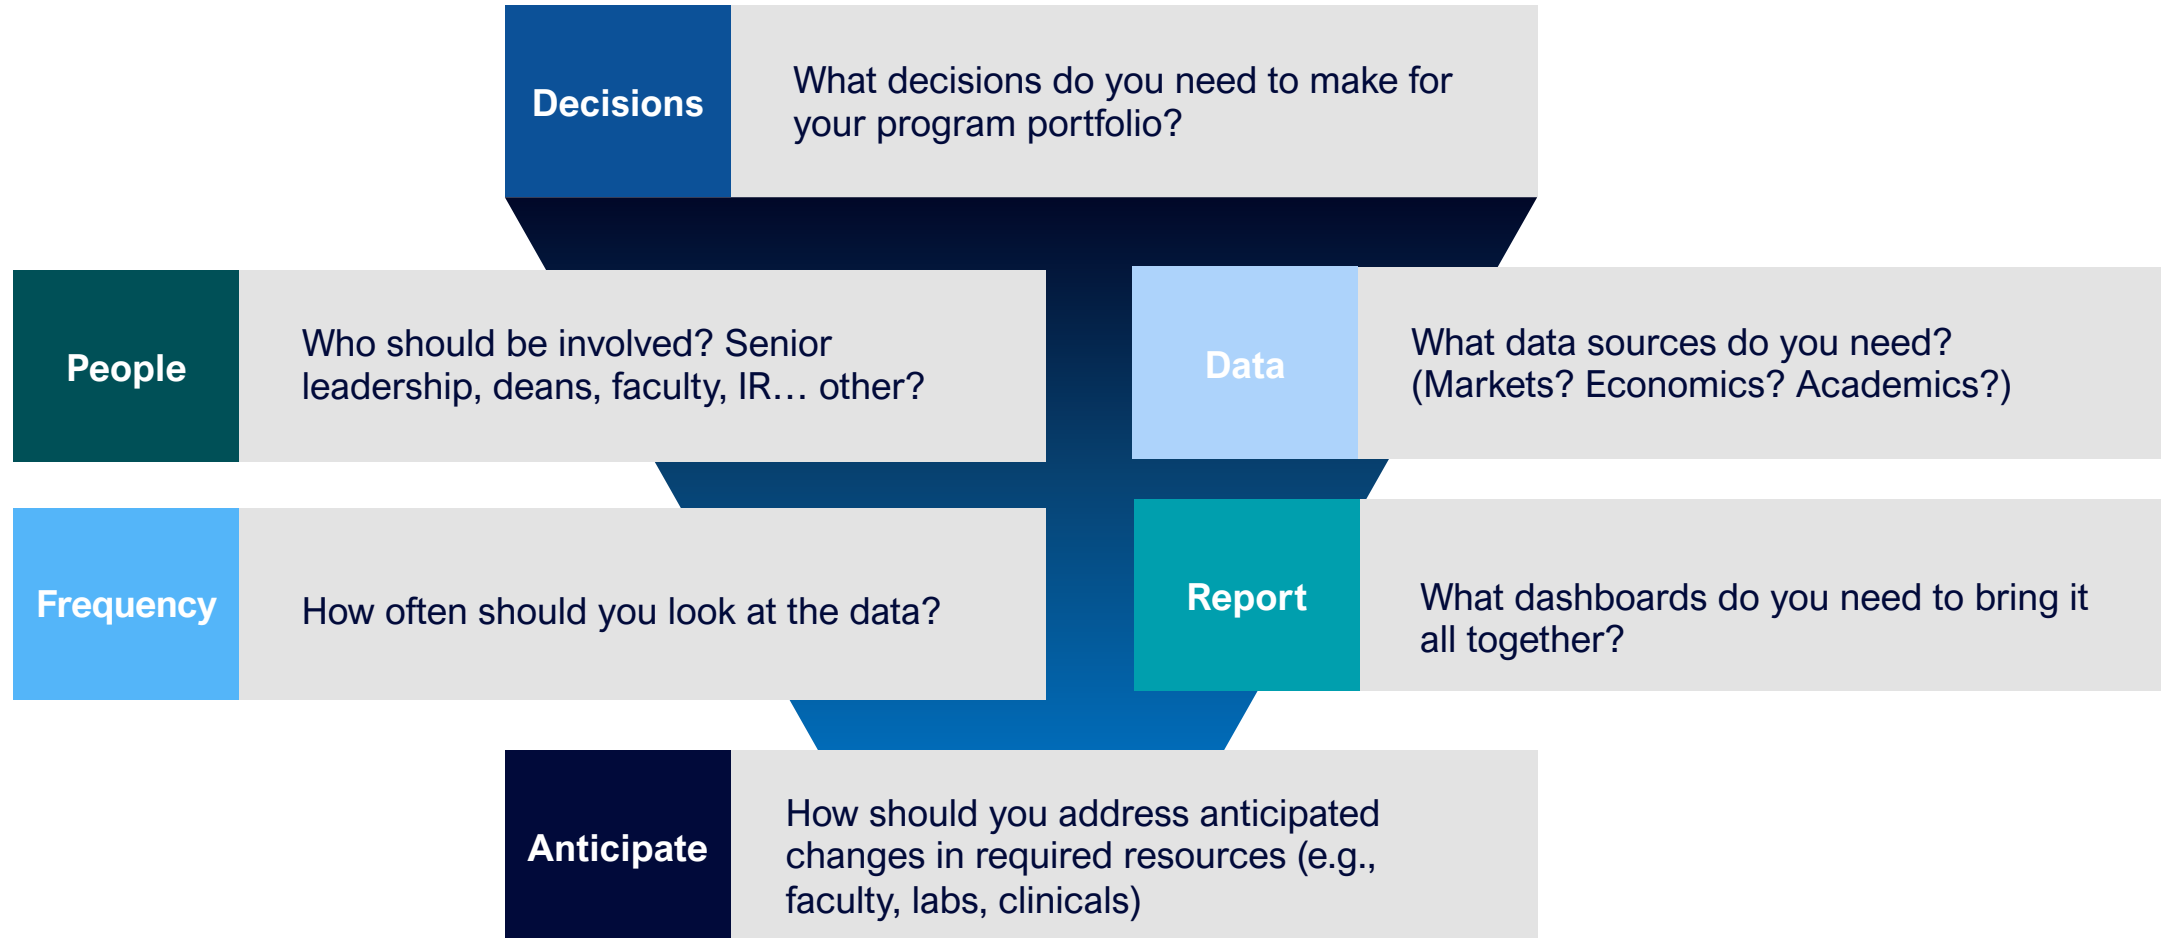 Decisions
What decisions do you need to make for
your program portfolio?
People
Who should be involved? Senior
leadership, deans, faculty, IR… other?
Data
What data sources do you need?
(Markets? Economics? Academics?)
Frequency
How often should you look at the data?
Report
What dashboards do you need to bring it
all together?
Anticipate
How should you address anticipated
changes in required resources (e.g.,
faculty, labs, clinicals)